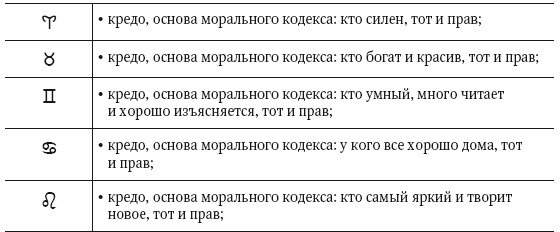 ♈ • кредо, основа морального кодекса: кто силен, тот и прав;
♉ • кредо, основа морального кодекса: кто богат и красив, тот и прав;
♊ • кредо, основа морального кодекса: кто умный, много читает
и хорошо изъясняется, тот и прав;
♋ • кредо, основа морального кодекса: у кого все хорошо дома, тот
и прав;
♌ • кредо, основа морального кодекса: кто самый яркий и творит
новое, тот и прав;